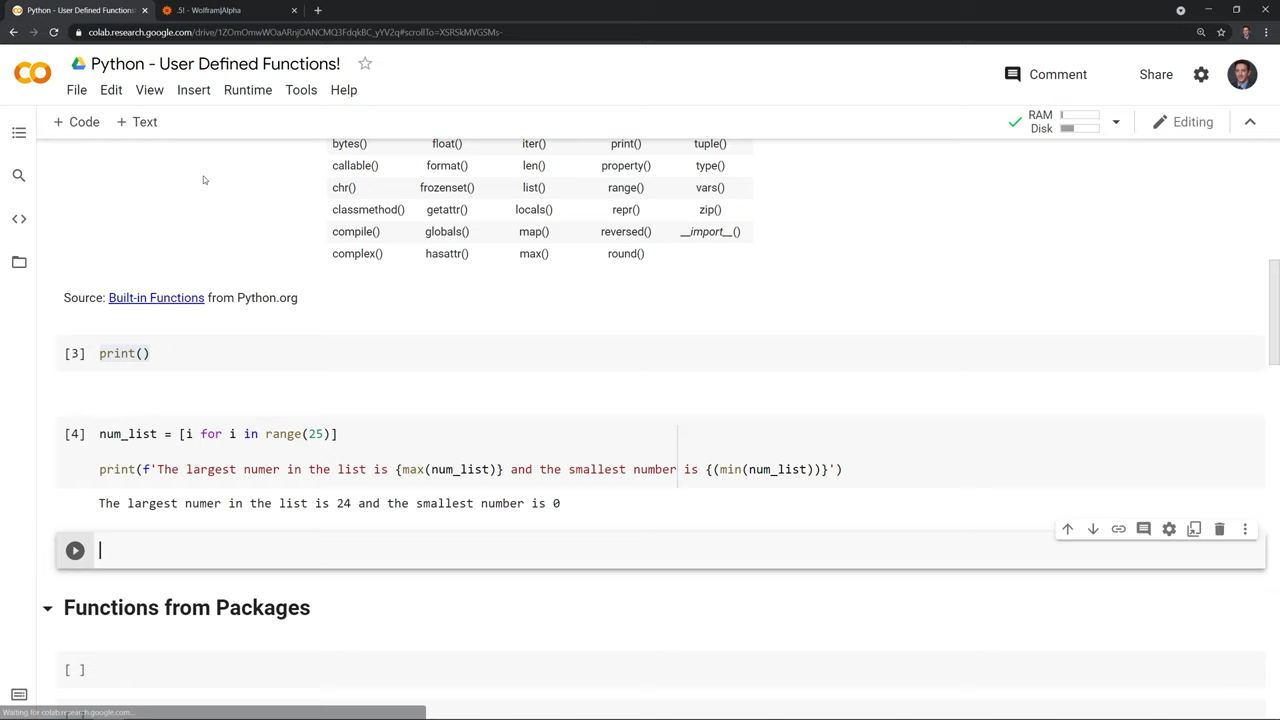 Python - User Defined Functions!
.5! - Wolfram|Alpha
colab.research.google.com/drive/1ZOmOmwWOaARnjOANCMQ3FdqkBC_yYV2q#scrollTo=XSRSkMVGSMs-
Python - User Defined Functions!
Comment
Share
File Edit View Insert Runtime Tools Help
+ Code + Text
RAM
Disk
Editing
bytes() float() iter() print() tuple()
callable() format() len() property() type()
chr() frozenset() list() range() vars()
classmethod() getattr() locals() repr() zip()
compile() globals() map() reversed() __import__()
complex() hasattr() max() round()
Source: Built-in Functions from Python.org
[3] print()
[4] num_list = [i for i in range(25)]
print(f'The largest numer in the list is {max(num_list)} and the smallest number is {(min(num_list))}')
The largest numer in the list is 24 and the smallest number is 0
Functions from Packages
[ ]
Waiting for colab.research.google.com...